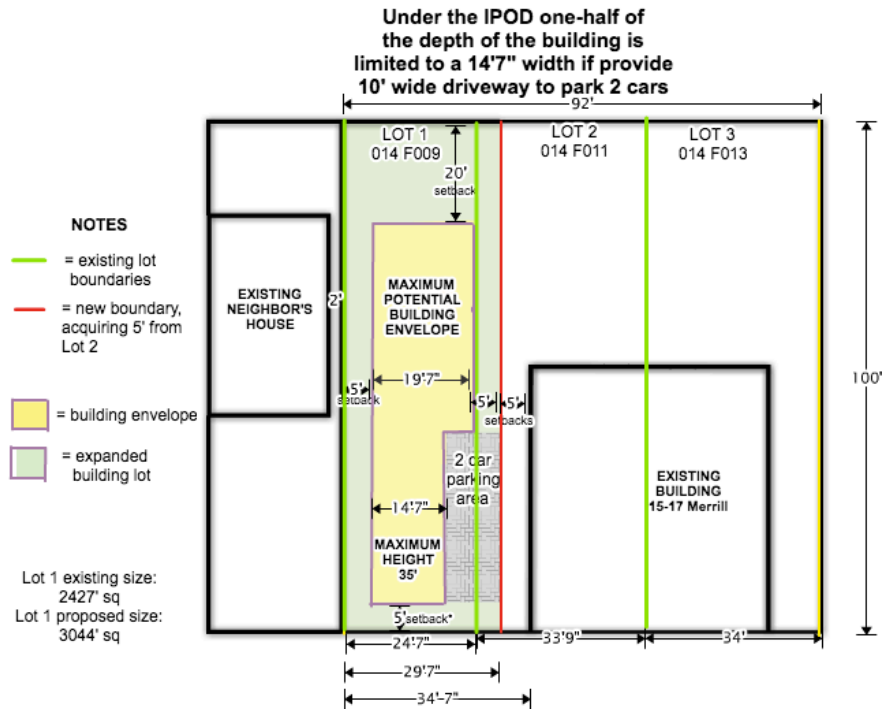 Under the IPOD one-half of
the depth of the building is
limited to a 14'7" width if provide
10' wide driveway to park 2 cars
92'
LOT 1
014 F009
LOT 2
014 F011
LOT 3
014 F013
20'
setback
NOTES
= existing lot
boundaries
= new boundary,
acquiring 5' from
Lot 2
= building envelope
= expanded
building lot
EXISTING
NEIGHBOR'S
HOUSE
2'
MAXIMUM
POTENTIAL
BUILDING
ENVELOPE
19'7"
5'
setback
5'
5'
setbacks
100'
2 car
parking
area
14'7"
MAXIMUM
HEIGHT
35'
EXISTING
BUILDING
15-17 Merrill
Lot 1 existing size:
2427' sq
Lot 1 proposed size:
3044' sq
5' setback*
24'7"
33'9"
34'
29'7"
34'-7"